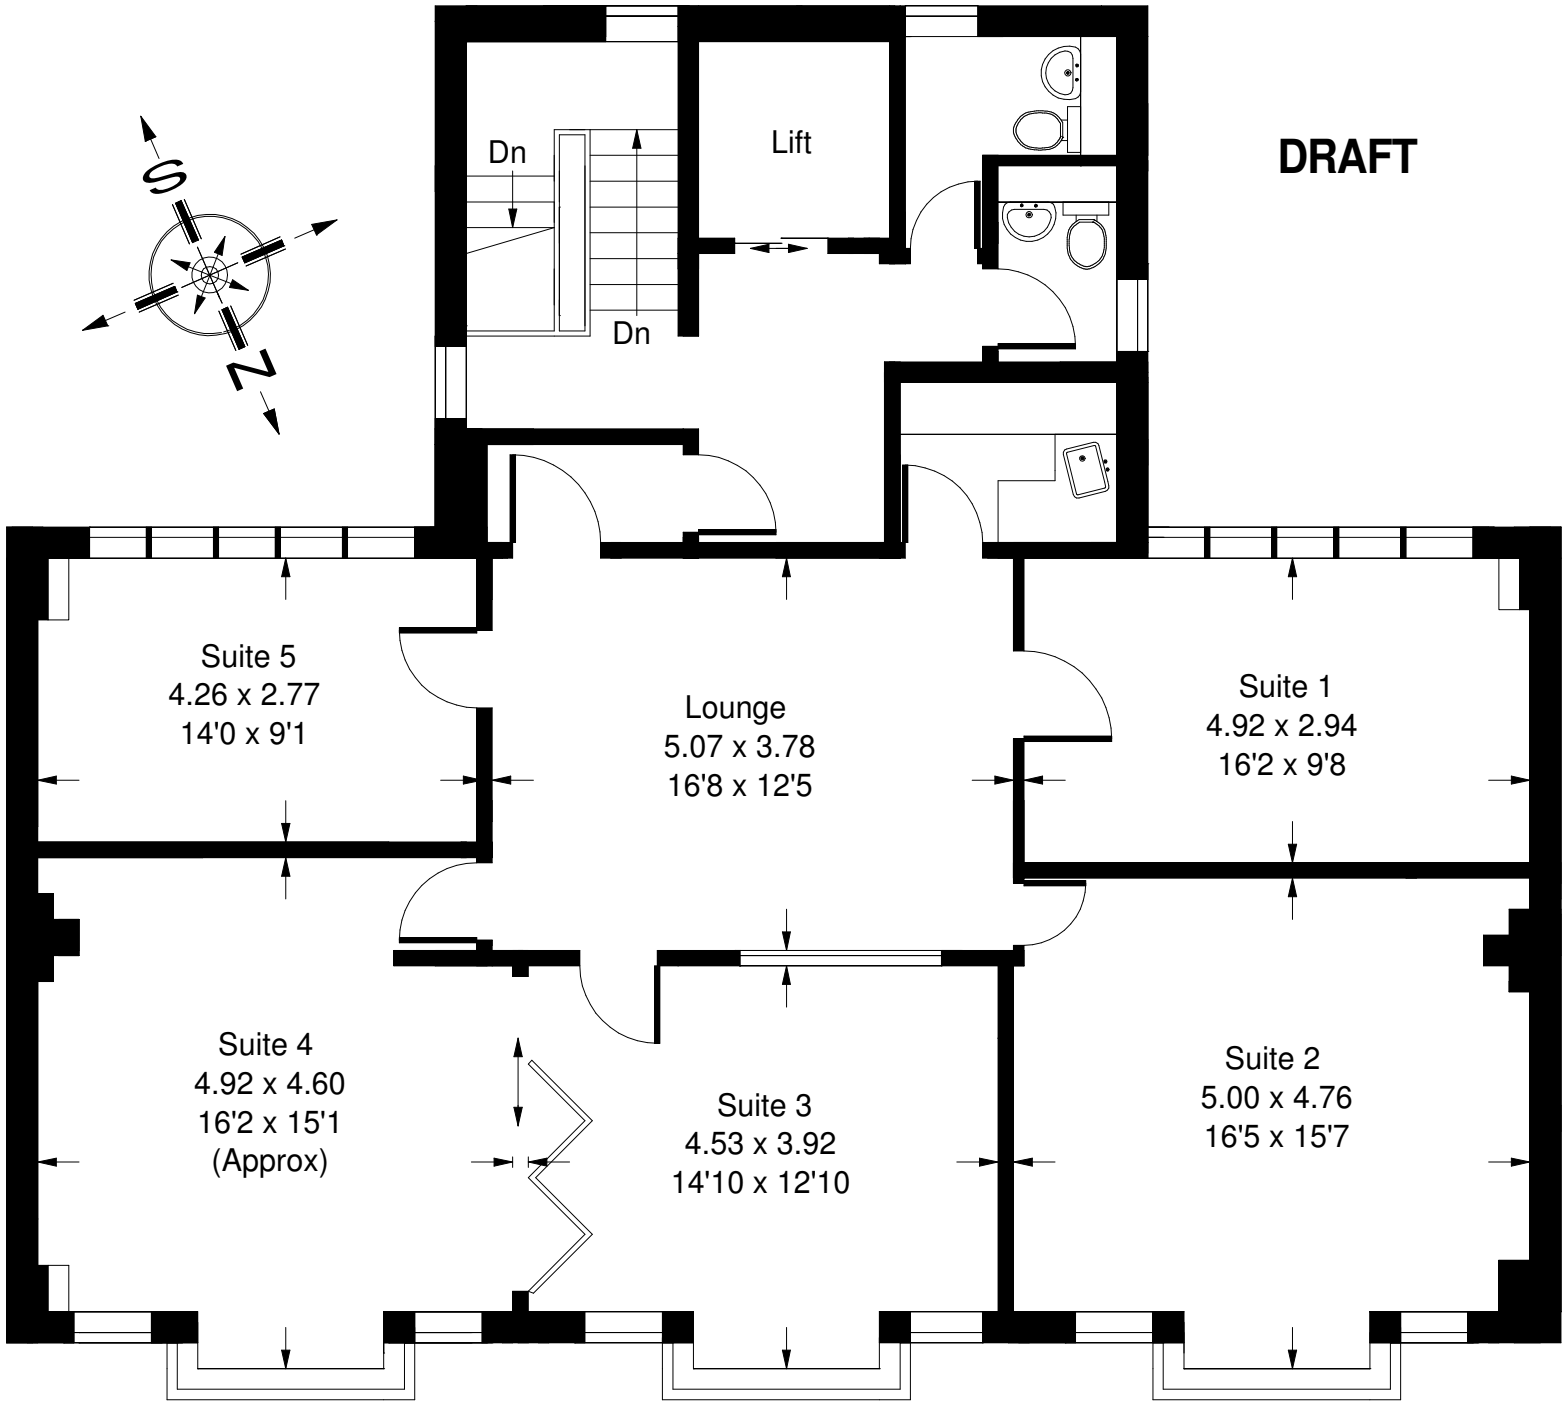 DRAFT
Lift
Dn
S
Dn
N
Suite 5
4.26 x 2.77
14'0 x 9'1
Lounge
5.07 x 3.78
16'8 x 12'5
Suite 1
4.92 x 2.94
16'2 x 9'8
Suite 4
4.92 x 4.60
16'2 x 15'1
(Approx)
Suite 3
4.53 x 3.92
14'10 x 12'10
Suite 2
5.00 x 4.76
16'5 x 15'7